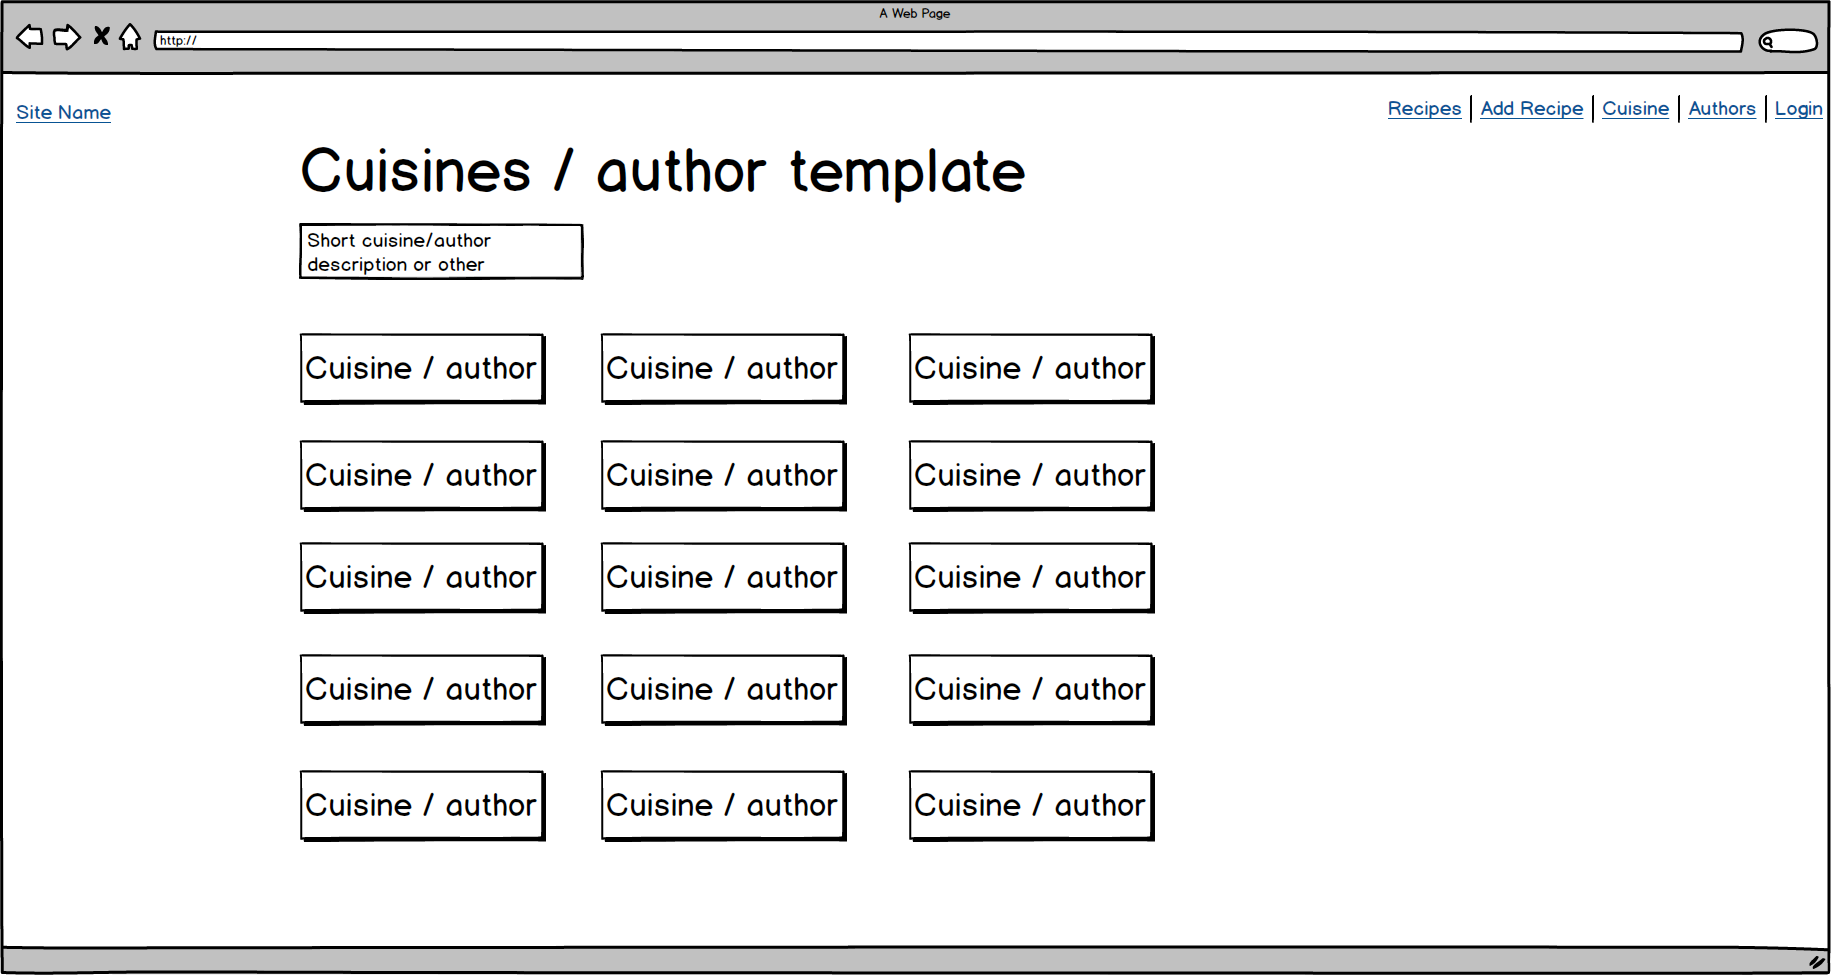 A Web Page
http://
Site Name
Recipes Add Recipe Cuisine Authors Login
Cuisines / author template
Short cuisine/author
description or other
Cuisine / author Cuisine / author Cuisine / author
Cuisine / author Cuisine / author Cuisine / author
Cuisine / author Cuisine / author Cuisine / author
Cuisine / author Cuisine / author Cuisine / author
Cuisine / author Cuisine / author Cuisine / author